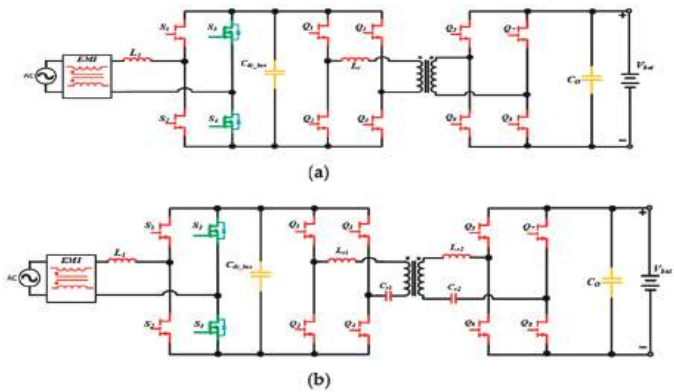 S1 S3 Q1 Q3 Q5 Q7
EMI L1
AC Cdc_bus Lr CO Vbat
S2 S4 Q2 Q4 Q6 Q8
+
−
(a)
S1 S3 Q1 Q3 Q5 Q7
EMI L1 Lr1 Lr2
AC Cdc_bus Cr1 Cr2 CO Vbat
S2 S4 Q2 Q4 Q6 Q8
+
−
(b)